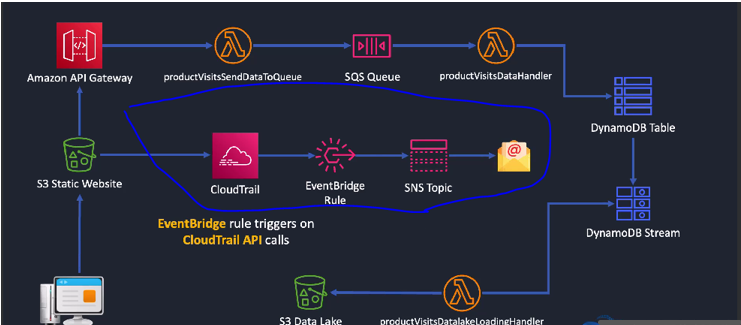 Amazon API Gateway
productVisitsSendDataToQueue
SQS Queue
productVisitsDataHandler
DynamoDB Table
S3 Static Website
CloudTrail
EventBridge
Rule
SNS Topic
@
DynamoDB Stream
EventBridge rule triggers on
CloudTrail API calls
S3 Data Lake
productVisitsDatalakeLoadingHandler